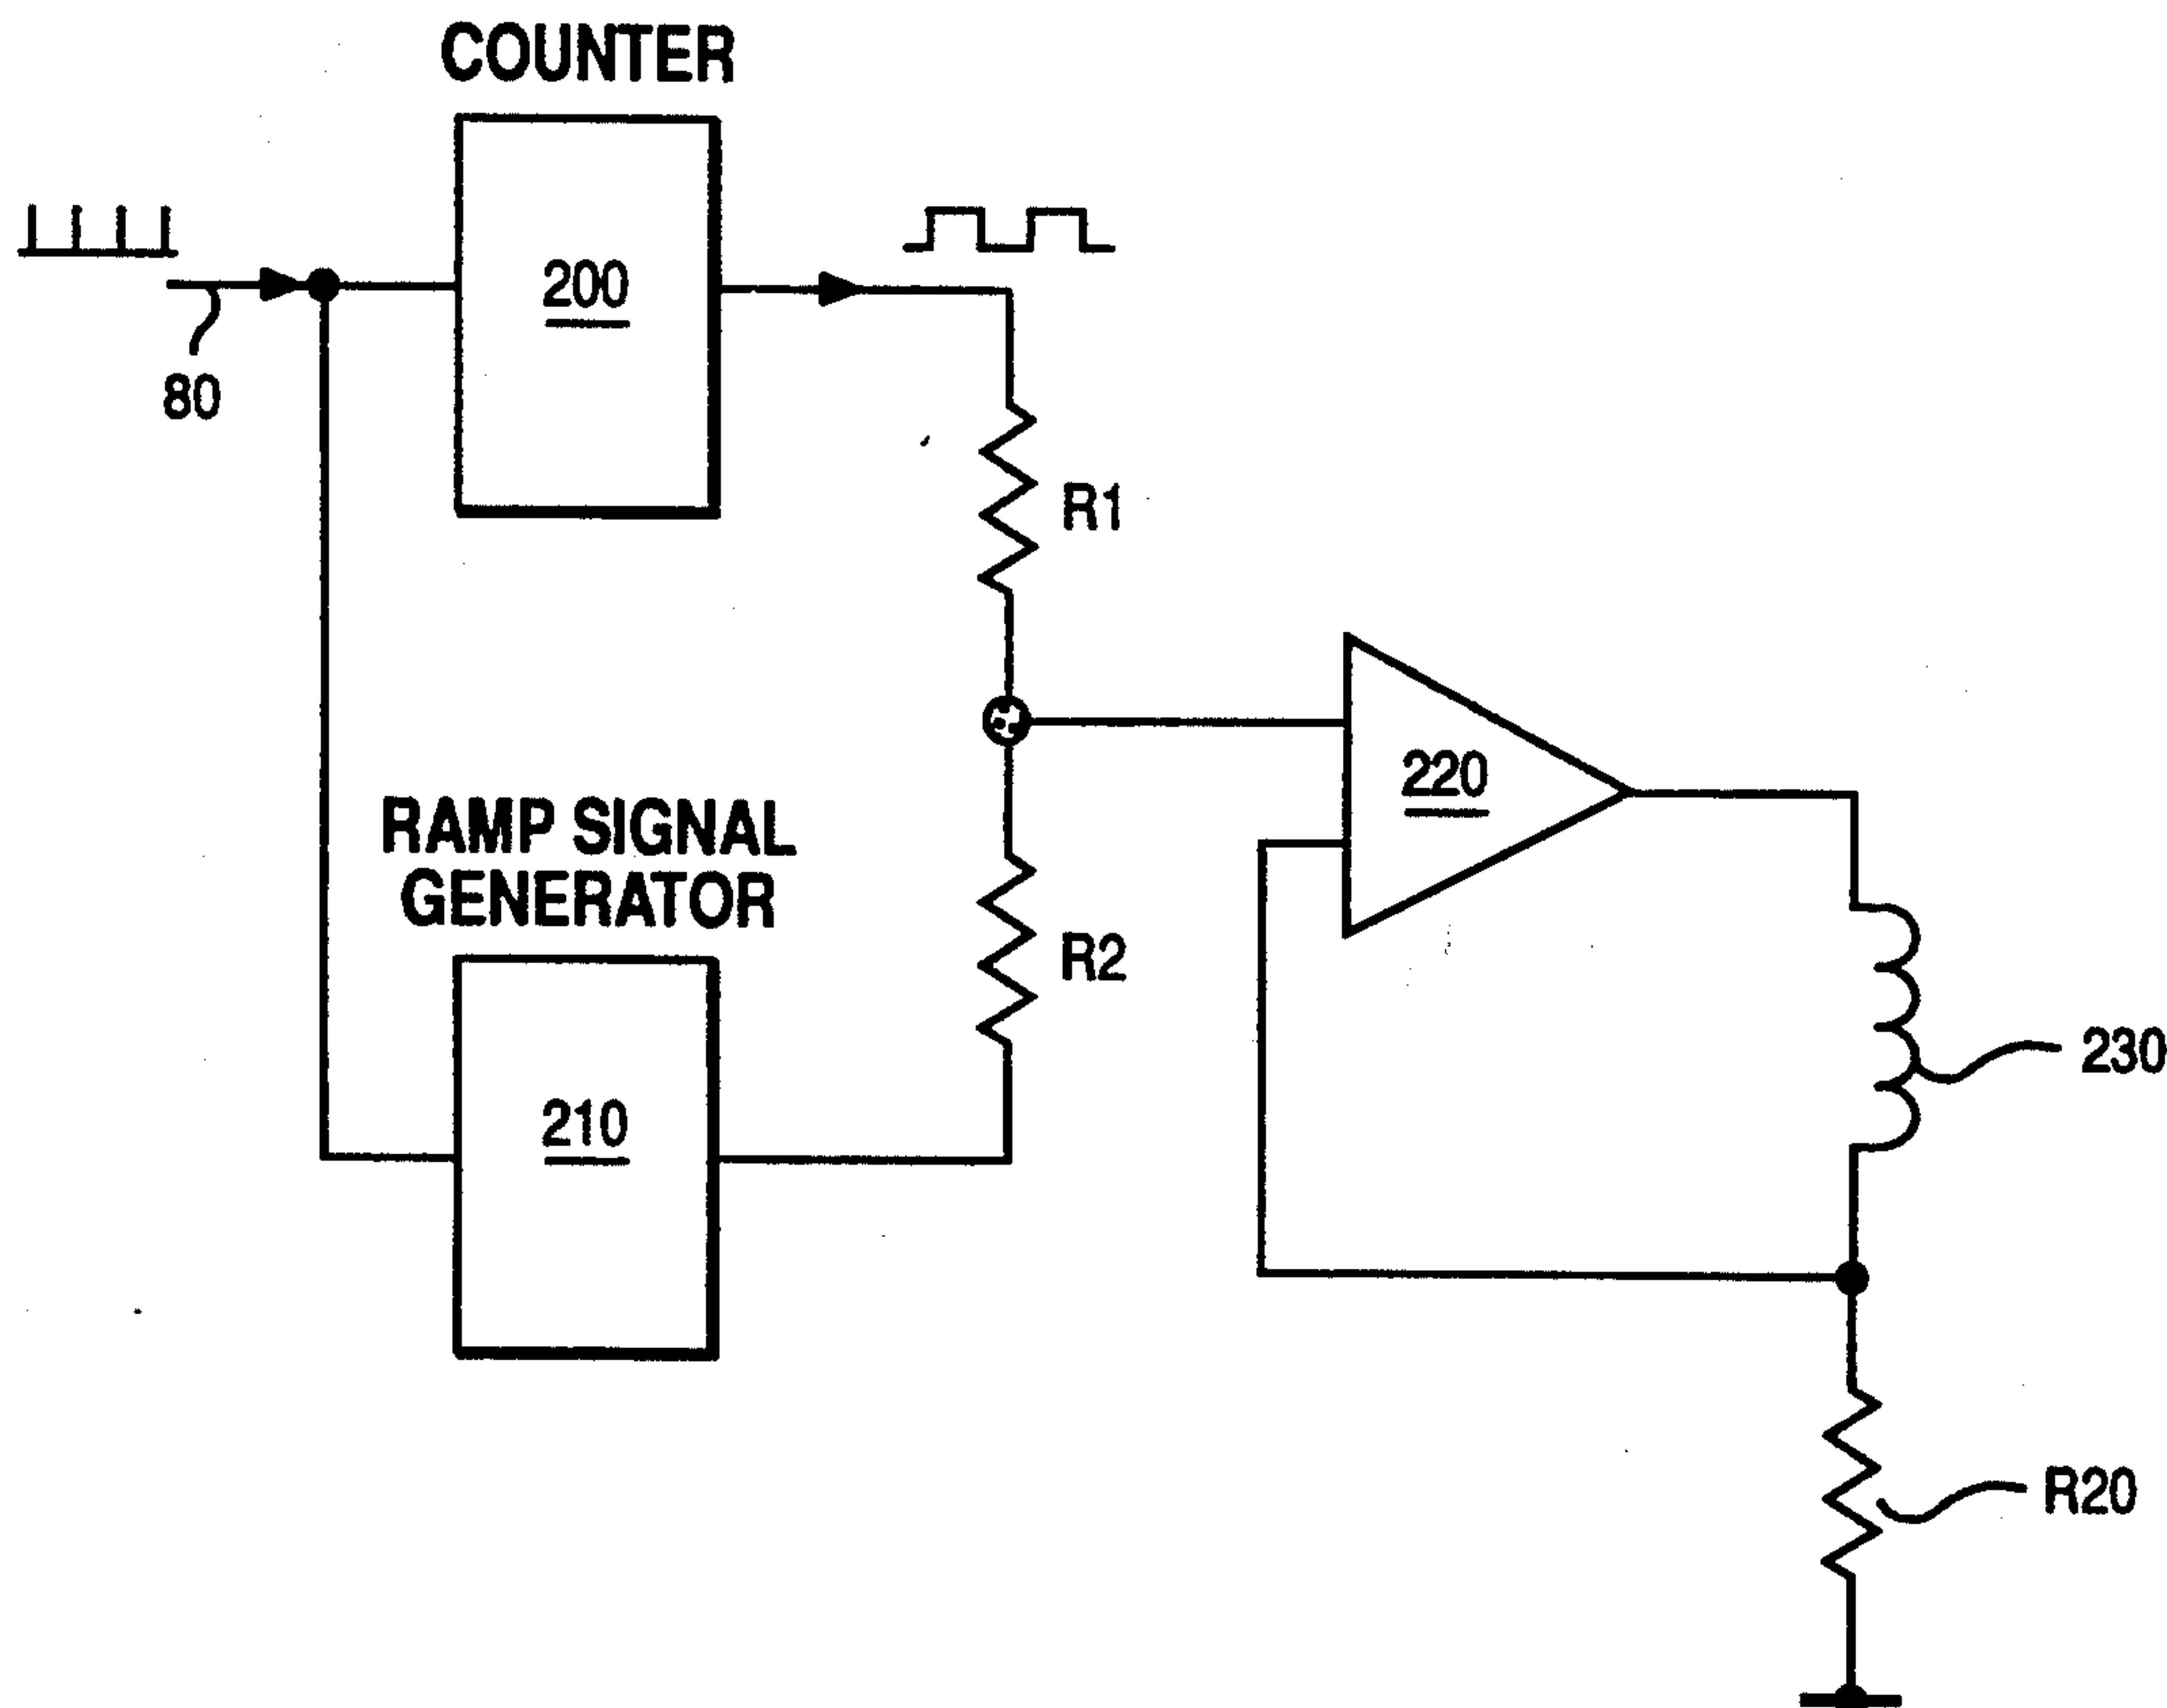 COUNTER
200
80
R1
220
RAMP SIGNAL
GENERATOR
R2
230
210
R20